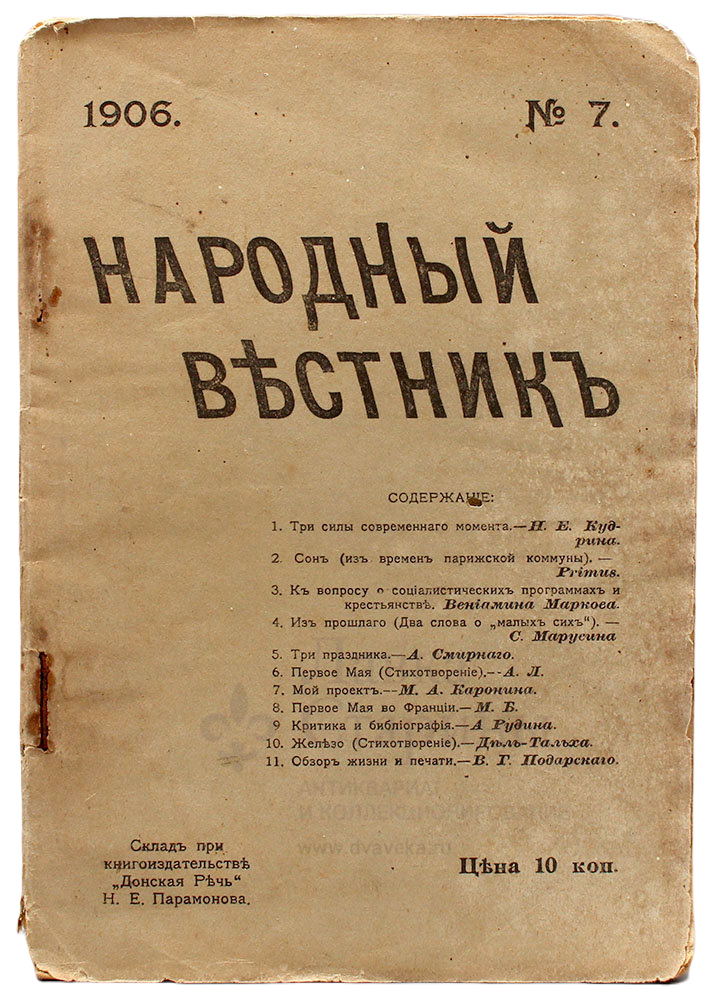 1906. № 7.
НАРОДНЫЙ
ВѢСТНИКЪ
СОДЕРЖАНІЕ:
1. Три силы современнаго момента.—Н. Е. Куд-
рина.
2. Сонъ (изъ временъ парижской коммуны). —
Primus.
3. Къ вопросу о соціалистическихъ программахъ и
крестьянствѣ. Веніамина Маркова.
4. Изъ прошлаго (Два слова о „малыхъ сихъ“). —
С. Марусина
5. Три праздника.—А. Смирнаго.
6. Первое Мая (Стихотвореніе).--А. Л.
7. Мой проектъ.--М. А. Каронина.
8. Первое Мая во Франціи.—М. Б.
9 Критика и библіографія.—А Рудина.
10. Желѣзо (Стихотвореніе).—Дѣлъ-Талъха.
11. Обзоръ жизни и печати.—В. Г. Подарскаго.
АНТИКВАРИАТ
И КОЛЛЕКЦИОНИРОВАНИЕ
www.dvaveka.ru
Складъ при
книгоиздательствѣ
„Донская Рѣчь“
Н. Е. Парамонова.
Цѣна 10 коп.